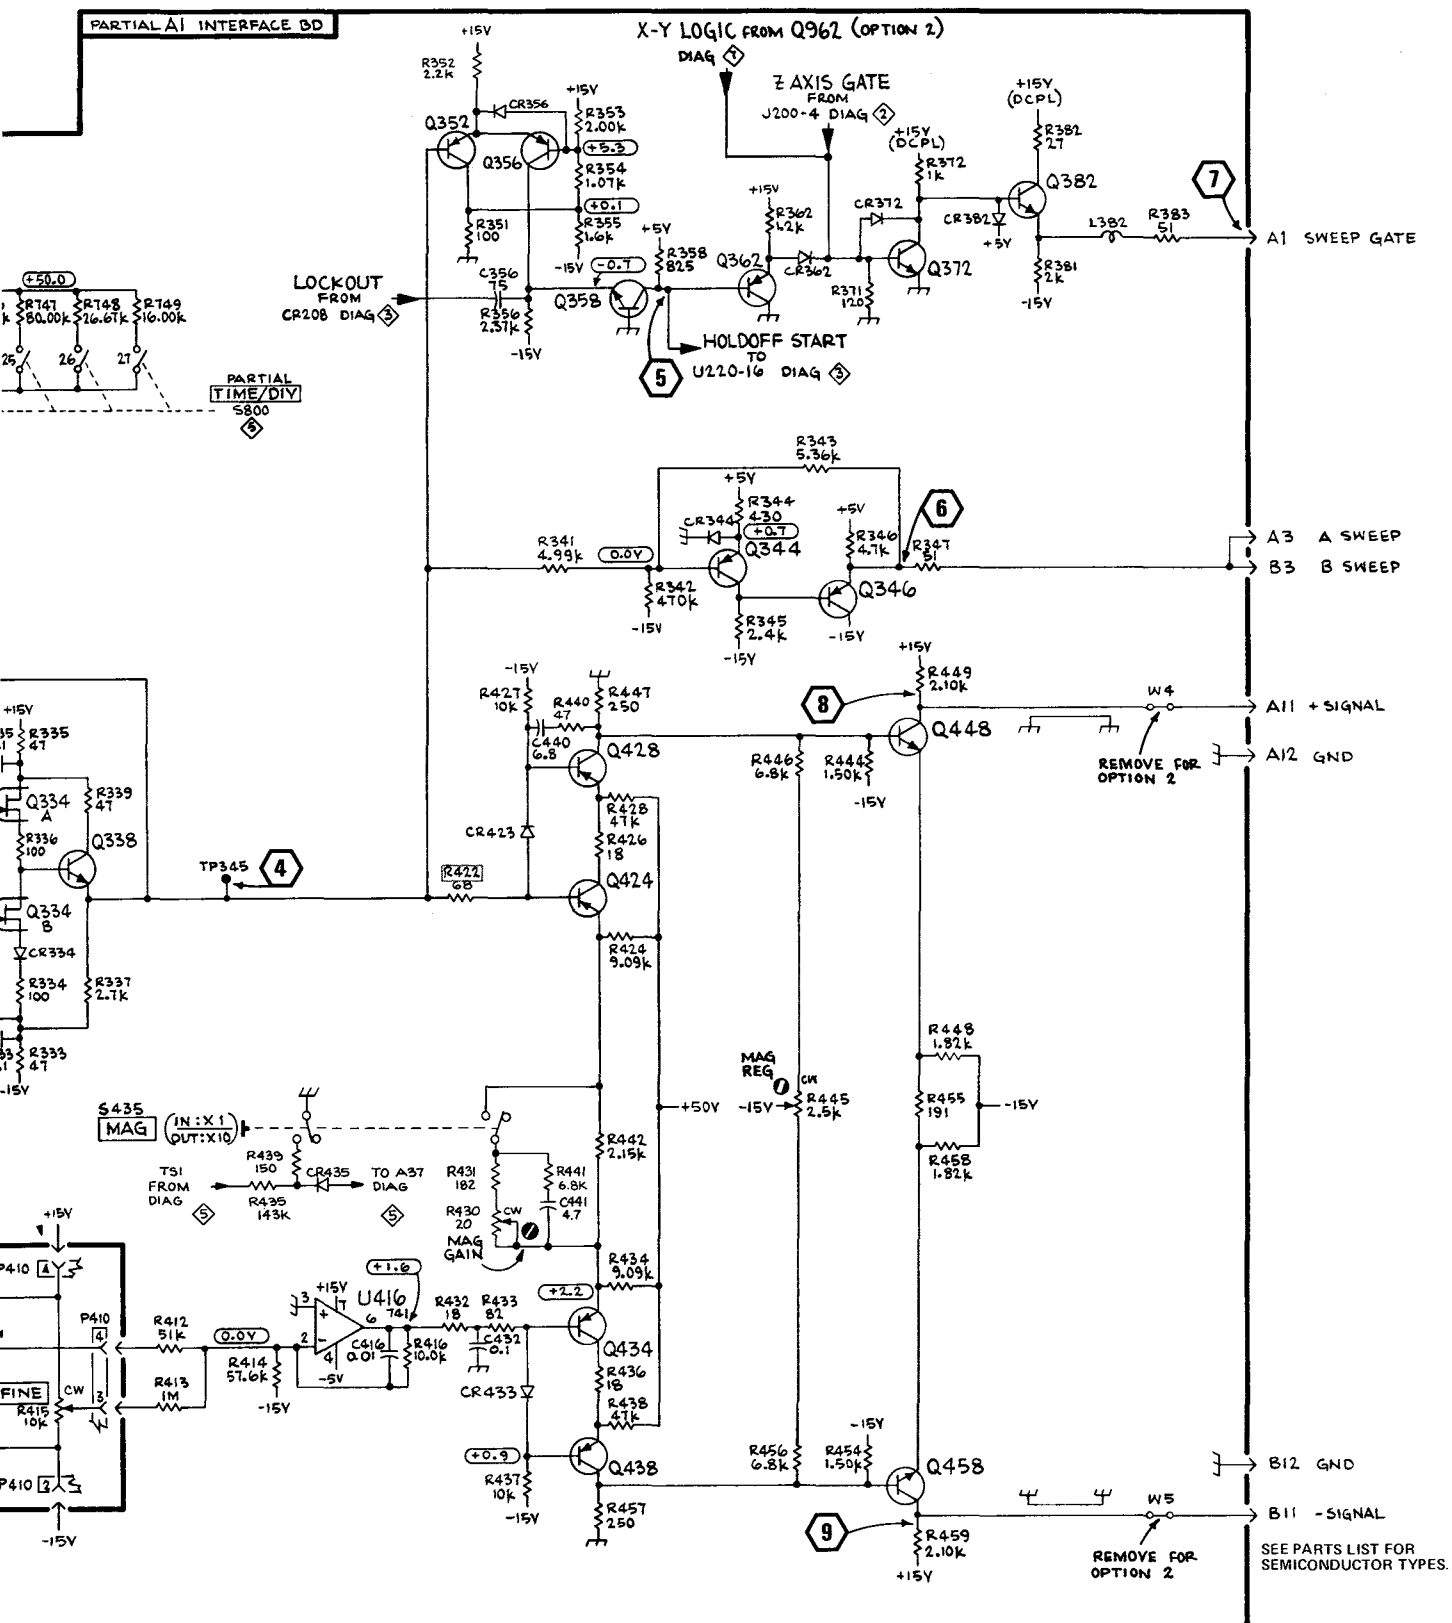 PARTIAL A1 INTERFACE BD
X-Y LOGIC FROM Q962 (OPTION 2)
DIAG
Z AXIS GATE
FROM
J200-4 DIAG 2
+15V
R352
2.2k
CR356
+15V
R353
2.00k
+5.3
Q352
Q356
R354
1.07k
+0.1
R351
100
R355
1.6k
-15V
+15V
(DCPL)
R382
27
+15V
(DCPL)
R372
1k
Q382
CR372
CR382
+5V
L382
R383
51
7
A1 SWEEP GATE
+15V
R362
1.2k
+5V
R358
825
Q362
CR362
Q372
R371
120
R381
2k
-15V
LOCKOUT
FROM
CR208 DIAG 3
C356
75
-0.7
Q358
R356
2.37k
-15V
5
HOLDOFF START
TO
U220-16 DIAG 3
+50.0
R747
80.00k
R748
26.67k
R749
16.00k
k
25
26
27
PARTIAL
TIME/DIV
S800
5
R343
5.36k
+5V
R344
430
CR344
+0.7
Q344
+5V
R346
4.7k
6
R347
51
A3 A SWEEP
B3 B SWEEP
R341
4.99k
0.0V
R342
470k
-15V
Q346
-15V
R345
2.4k
-15V
+15V
R449
2.10k
-15V
R427
10k
R440
47
R447
250
C440
6.8
Q428
8
Q448
W4
A11 + SIGNAL
REMOVE FOR
OPTION 2
A12 GND
R446
6.8k
R444
1.50k
-15V
+15V
35
1
R335
47
Q334
A
R339
47
R336
100
Q338
TP345
4
CR423
R428
47k
R426
18
R422
68
Q424
Q334
B
CR334
R334
100
R337
2.7k
R424
9.09k
33
1
R333
47
-15V
R448
1.82k
MAG
REG
CW
-15V
R445
2.5k
R455
191
-15V
R458
1.82k
+50V
S435
MAG
IN: X1
OUT: X10
R442
2.15k
R439
150
R431
182
R441
6.8K
TS1
FROM
DIAG
5
CR435
R435
143K
TO A37
DIAG
5
R430
20
CW
C441
4.7
MAG
GAIN
+15V
P410 4
P410
4
R412
51k
0.0V
R414
57.6k
-15V
3
+15V
7
U416
741
+1.6
6
2
4
-5V
C416
0.01
R416
10.0k
R432
18
R433
82
C432
0.1
R434
9.09k
+2.2
Q434
R436
18
R438
47k
CR433
FINE
CW
R415
10k
3
R413
1M
P410 2
-15V
+0.9
R437
10k
-15V
Q438
R457
250
R456
6.8k
-15V
R454
1.50k
Q458
B12 GND
9
R459
2.10k
+15V
W5
B11 -SIGNAL
REMOVE FOR
OPTION 2
SEE PARTS LIST FOR
SEMICONDUCTOR TYPES.